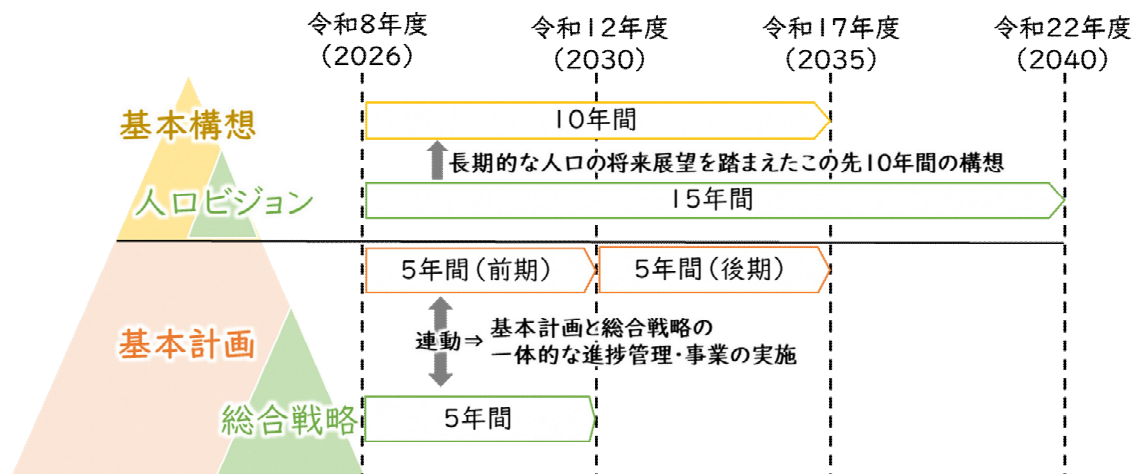 令和8年度
(2026)
令和12年度
(2030)
令和17年度
(2035)
令和22年度
(2040)
基本構想
10年間
長期的な人口の将来展望を踏まえたこの先10年間の構想
人口ビジョン
15年間
5年間(前期)
5年間(後期)
基本計画
連動⇒
基本計画と総合戦略の
一体的な進捗管理・事業の実施
総合戦略
5年間